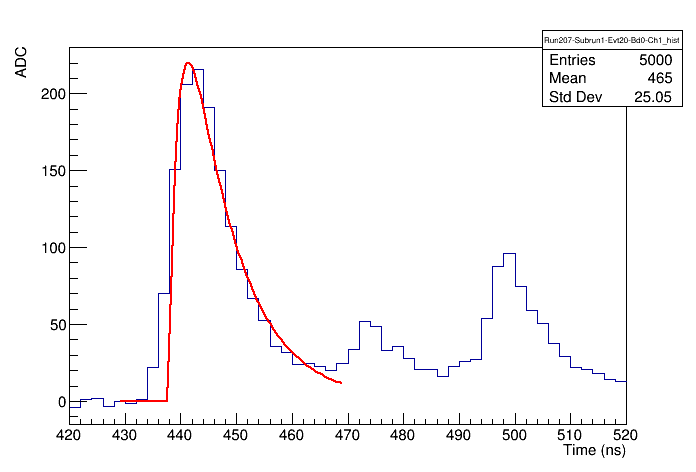 Run207-Subrun1-Evt20-Bd0-Ch1_hist
Entries 5000
Mean 465
Std Dev 25.05
ADC
200
150
100
50
0
420 430 440 450 460 470 480 490 500 510 520
Time (ns)